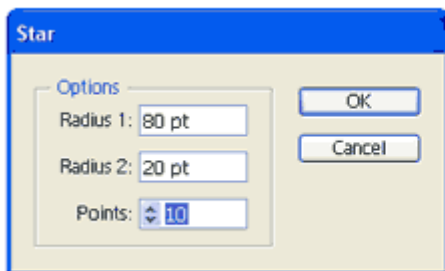 Star
Options
Radius 1: 80 pt
OK
Radius 2: 20 pt
Cancel
Points: 10